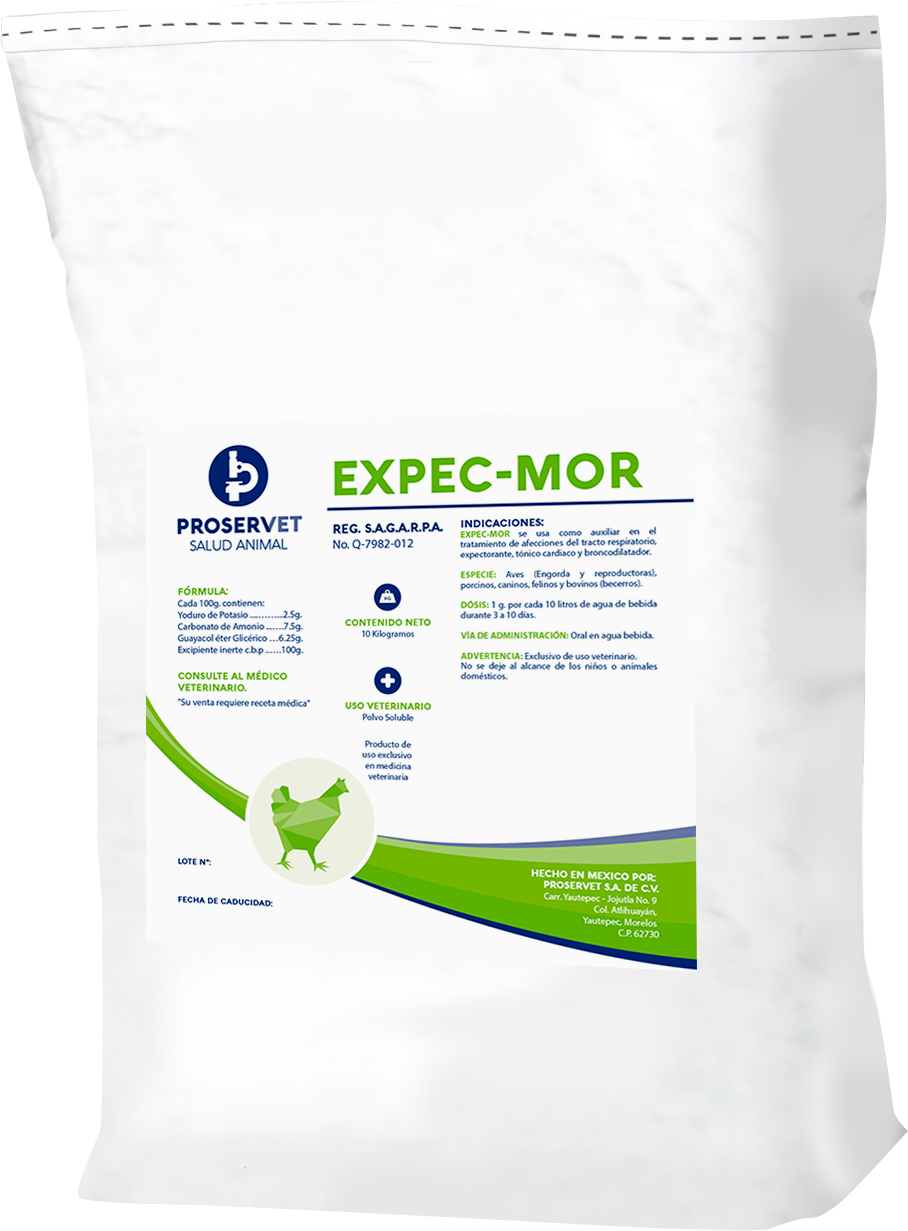 PROSERVET
SALUD ANIMAL
EXPEC-MOR
REG. S.A.G.A.R.P.A.
No. Q-7982-012
FÓRMULA:
Cada 100g. contienen:
Yoduro de Potasio ...........2.5g.
Carbonato de Amonio ......7.5g.
Guayacol éter Glicérico ...6.25g.
Excipiente inerte c.b.p ......100g.
CONSULTE AL MÉDICO
VETERINARIO.
"Su venta requiere receta médica"
KG
CONTENIDO NETO
10 Kilogramos
USO VETERINARIO
Polvo Soluble
Producto de
uso exclusivo
en medicina
veterinaria
INDICACIONES:
EXPEC-MOR se usa como auxiliar en el
tratamiento de afecciones del tracto respiratorio,
expectorante, tónico cardiaco y broncodilatador.
ESPECIE: Aves (Engorda y reproductoras),
porcinos, caninos, felinos y bovinos (becerros).
DOSIS: 1 g. por cada 10 litros de agua de bebida
durante 3 a 10 días.
VÍA DE ADMINISTRACIÓN: Oral en agua bebida.
ADVERTENCIA: Exclusivo de uso veterinario.
No se deje al alcance de los niños o animales
domésticos.
LOTE N°:
FECHA DE CADUCIDAD:
HECHO EN MEXICO POR:
PROSERVET S.A. DE C.V.
Carr. Yautepec - Jojutla No. 9
Col. Atlihuayán,
Yautepec, Morelos
C.P. 62730